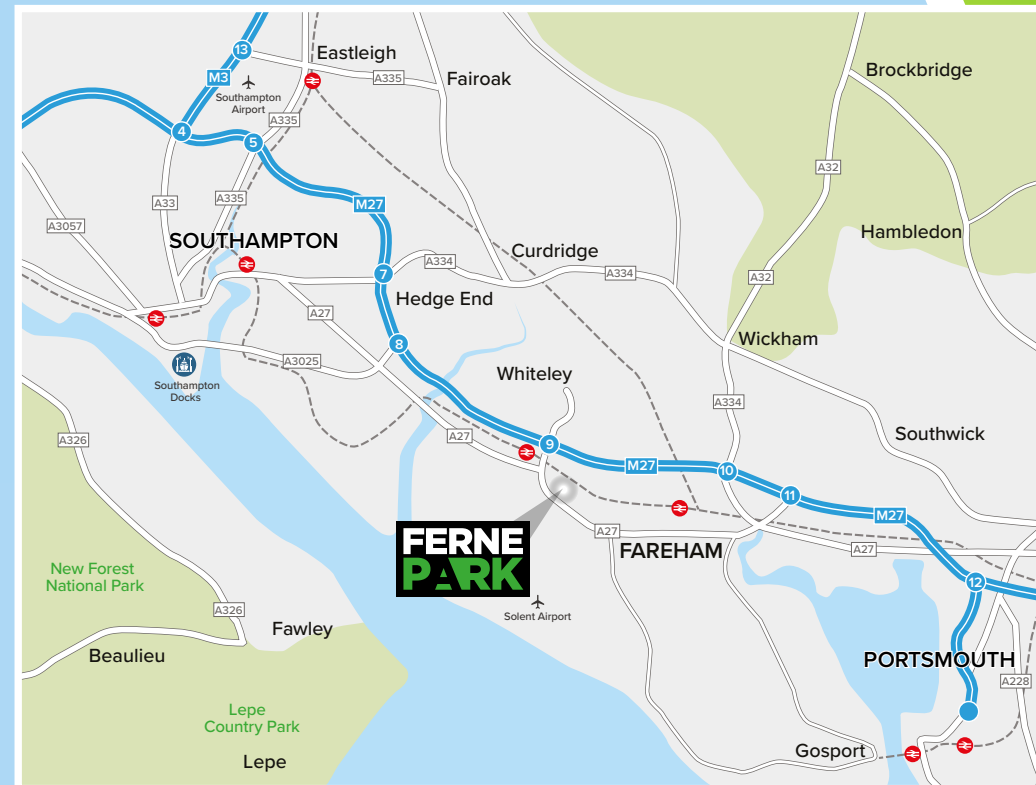 13
Eastleigh
M3
A335
Fairoak
Brockbridge
Southampton
Airport
A335
4
5
A32
A335
A33
M27
A3057
SOUTHAMPTON
Hambledon
Curdridge
A334
A334
7
A32
Hedge End
A27
8
Wickham
A3025
Whiteley
Southampton
Docks
A334
A326
A27
9
Southwick
M27
10
11
M27
FERNE
PARK
A27
FAREHAM
A27
New Forest
National Park
12
A326
Solent Airport
Fawley
Beaulieu
PORTSMOUTH
A228
Lepe
Country Park
Gosport
Lepe